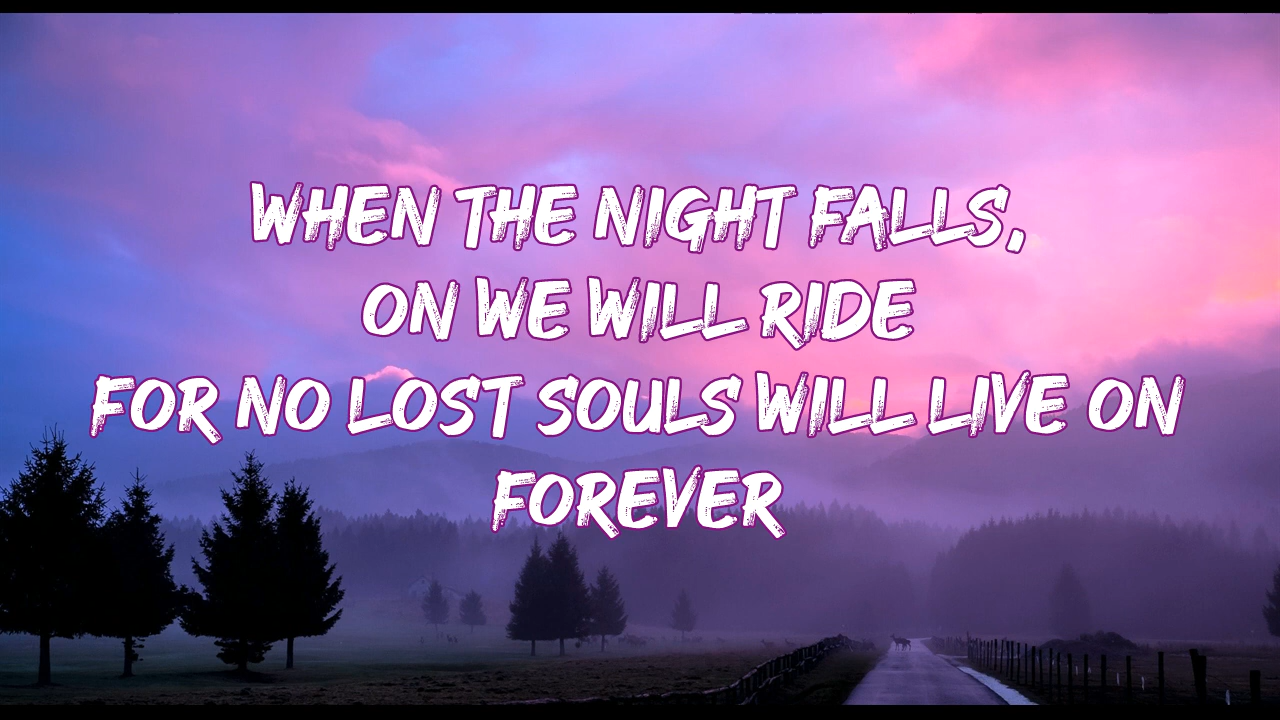 WHEN THE NIGHT FALLS,
ON WE WILL RIDE
FOR NO LOST SOULS WILL LIVE ON
FOREVER